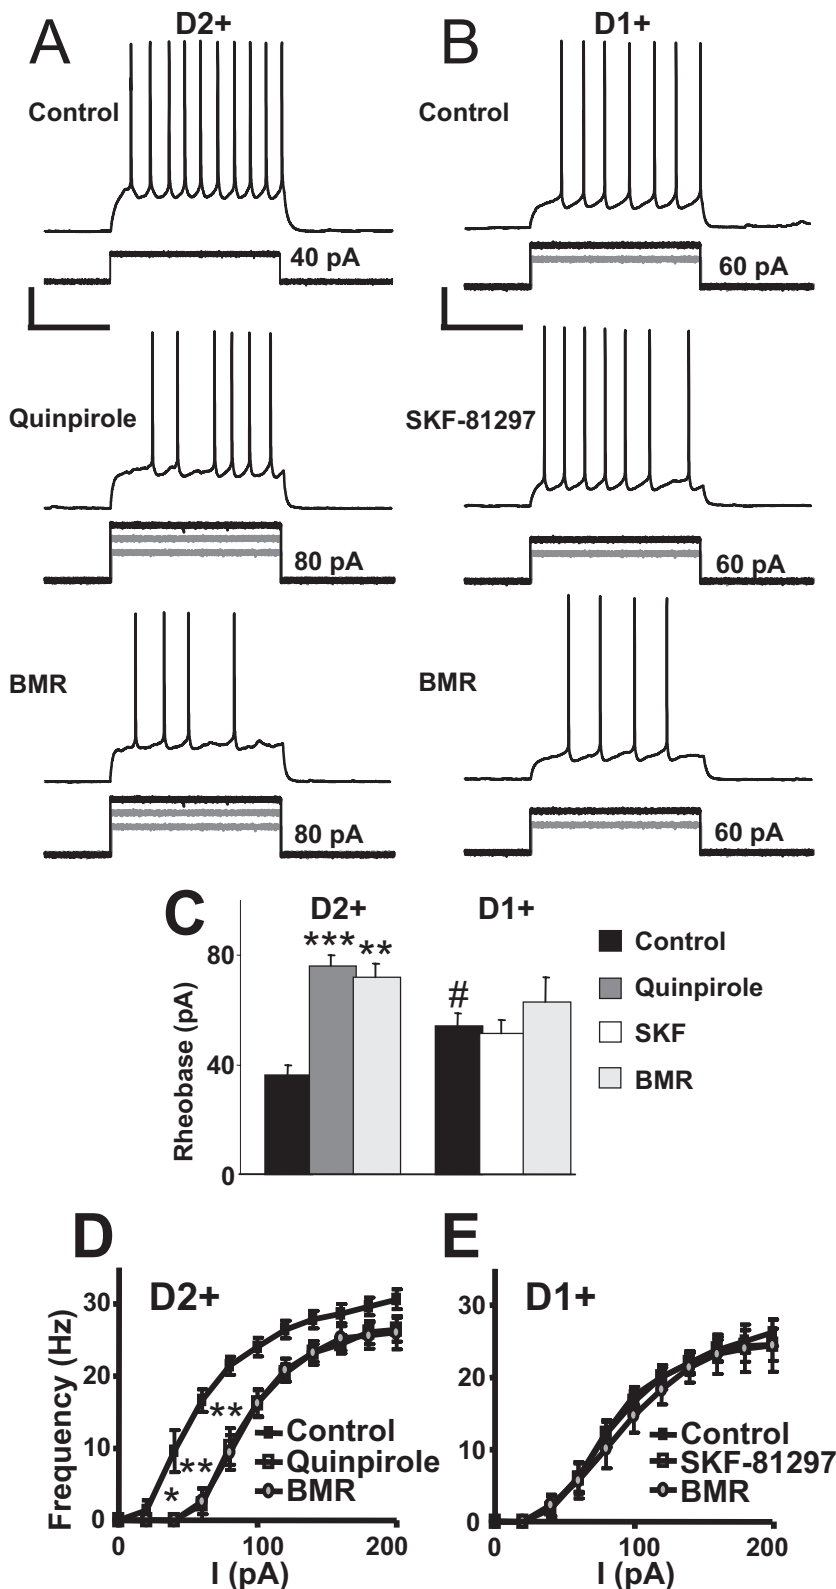 A
D2+
B
D1+
Control
Control
40 pA
60 pA
Quinpirole
SKF-81297
80 pA
60 pA
BMR
BMR
80 pA
60 pA
C
D2+
D1+
***
**
#
80
40
0
Rheobase (pA)
Control
Quinpirole
SKF
BMR
D
D2+
30
20
10
0
Frequency (Hz)
**
**
*
Control
Quinpirole
BMR
0
100
200
I (pA)
E
D1+
30
20
10
0
Control
SKF-81297
BMR
0
100
200
I (pA)